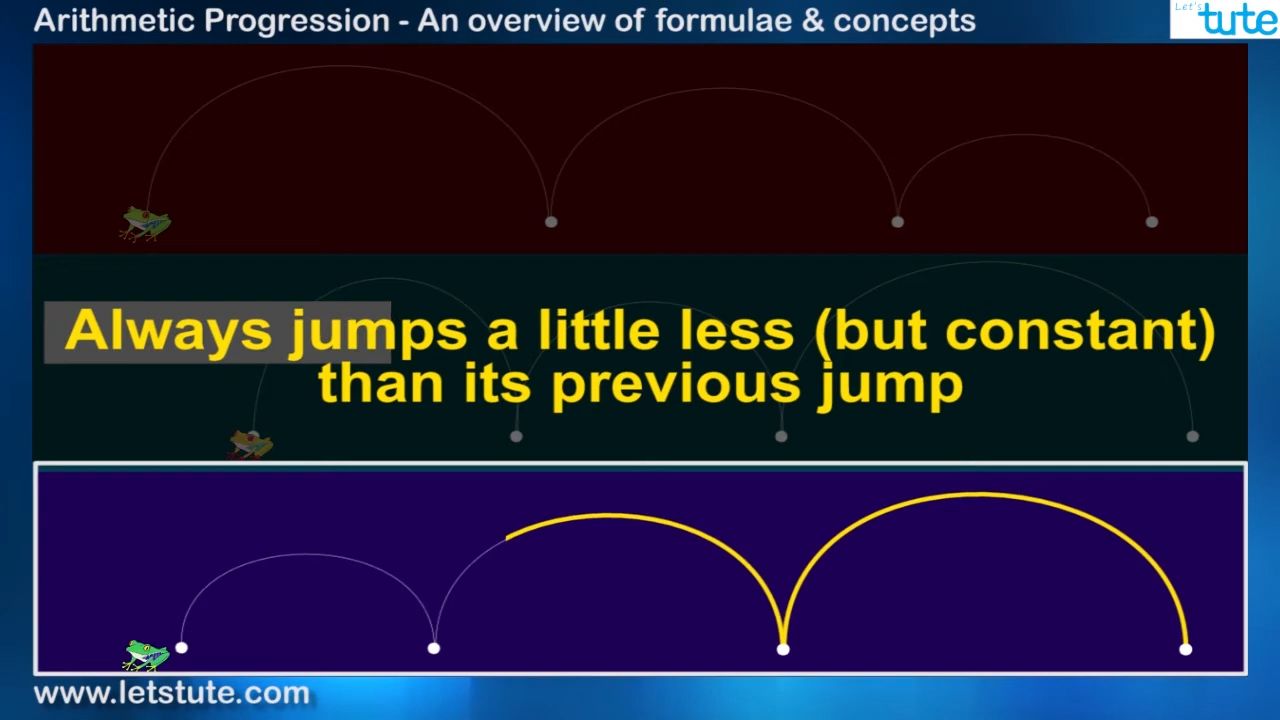 Arithmetic Progression - An overview of formulae & concepts
Let's
tute
Always jumps a little less (but constant)
than its previous jump
www.letstute.com